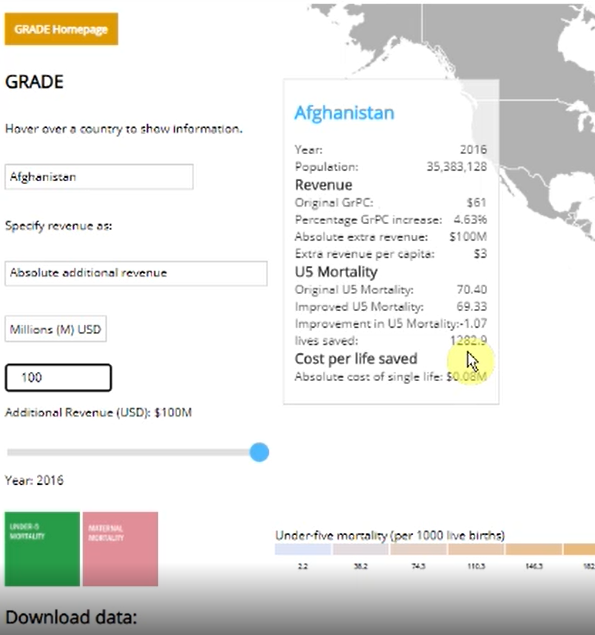 GRADE Homepage
GRADE
Hover over a country to show information.
Afghanistan
Specify revenue as:
Absolute additional revenue
Millions (M) USD
100
Additional Revenue (USD): $100M
Year: 2016
UNDER-5
MORTALITY
MATERNAL
MORTALITY
Download data:
Afghanistan
Year: 2016
Population: 35,383,128
Revenue
Original GrPC: $61
Percentage GrPC increase: 4.63%
Absolute extra revenue: $100M
Extra revenue per capita: $3
U5 Mortality
Original U5 Mortality: 70.40
Improved U5 Mortality: 69.33
Improvement in U5 Mortality:-1.07
lives saved: 1282.9
Cost per life saved
Absolute cost of single life: $0.08M
Under-five mortality (per 1000 live births)
2.2 38.2 74.3 110.3 146.3 182